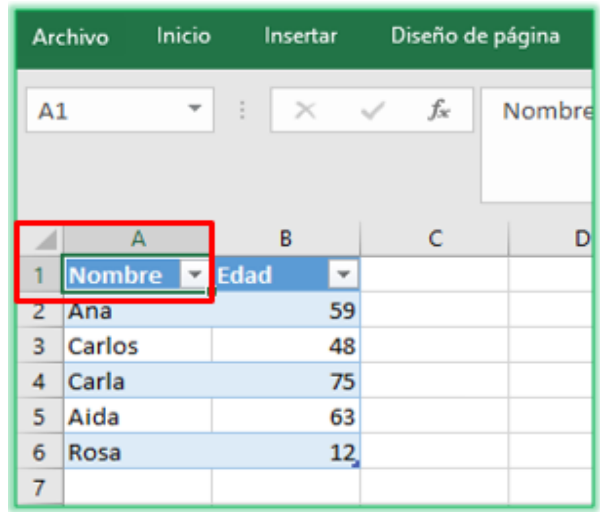 Archivo Inicio Insertar Diseño de página
A1 fx Nombre
A B C D
1 Nombre Edad
2 Ana 59
3 Carlos 48
4 Carla 75
5 Aida 63
6 Rosa 12
7